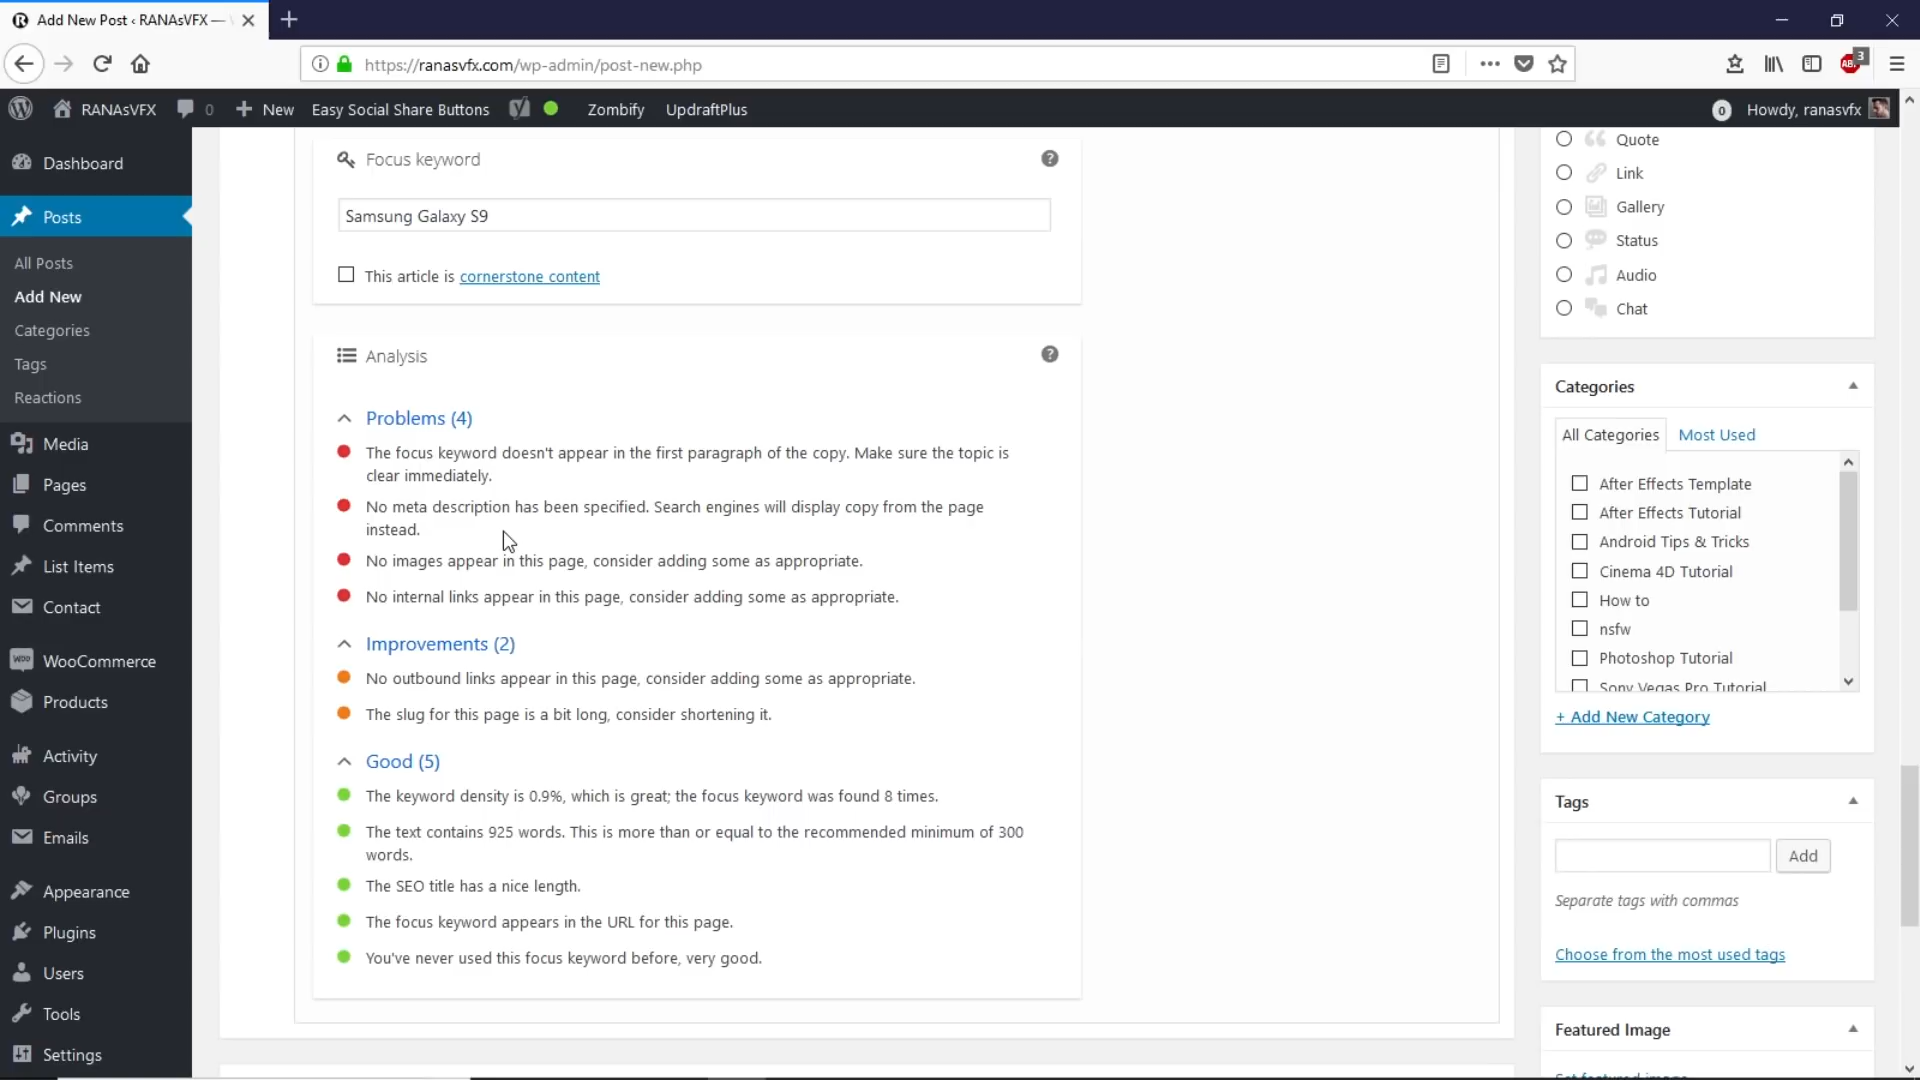 Add New Post ‹ RANAsVFX —
https://ranasvfx.com/wp-admin/post-new.php
ABP
3
RANAsVFX
0
New
Easy Social Share Buttons
Zombify
UpdraftPlus
0
Howdy, ranasvfx
Dashboard
Posts
All Posts
Add New
Categories
Tags
Reactions
Media
Pages
Comments
List Items
Contact
WooCommerce
Products
Activity
Groups
Emails
Appearance
Plugins
Users
Tools
Settings
Focus keyword
Samsung Galaxy S9
This article is cornerstone content
Analysis
Problems (4)
The focus keyword doesn't appear in the first paragraph of the copy. Make sure the topic is
clear immediately.
No meta description has been specified. Search engines will display copy from the page
instead.
No images appear in this page, consider adding some as appropriate.
No internal links appear in this page, consider adding some as appropriate.
Improvements (2)
No outbound links appear in this page, consider adding some as appropriate.
The slug for this page is a bit long, consider shortening it.
Good (5)
The keyword density is 0.9%, which is great; the focus keyword was found 8 times.
The text contains 925 words. This is more than or equal to the recommended minimum of 300
words.
The SEO title has a nice length.
The focus keyword appears in the URL for this page.
You've never used this focus keyword before, very good.
Quote
Link
Gallery
Status
Audio
Chat
Categories
All Categories
Most Used
After Effects Template
After Effects Tutorial
Android Tips & Tricks
Cinema 4D Tutorial
How to
nsfw
Photoshop Tutorial
Sony Vegas Pro Tutorial
+ Add New Category
Tags
Add
Separate tags with commas
Choose from the most used tags
Featured Image
Set featured image